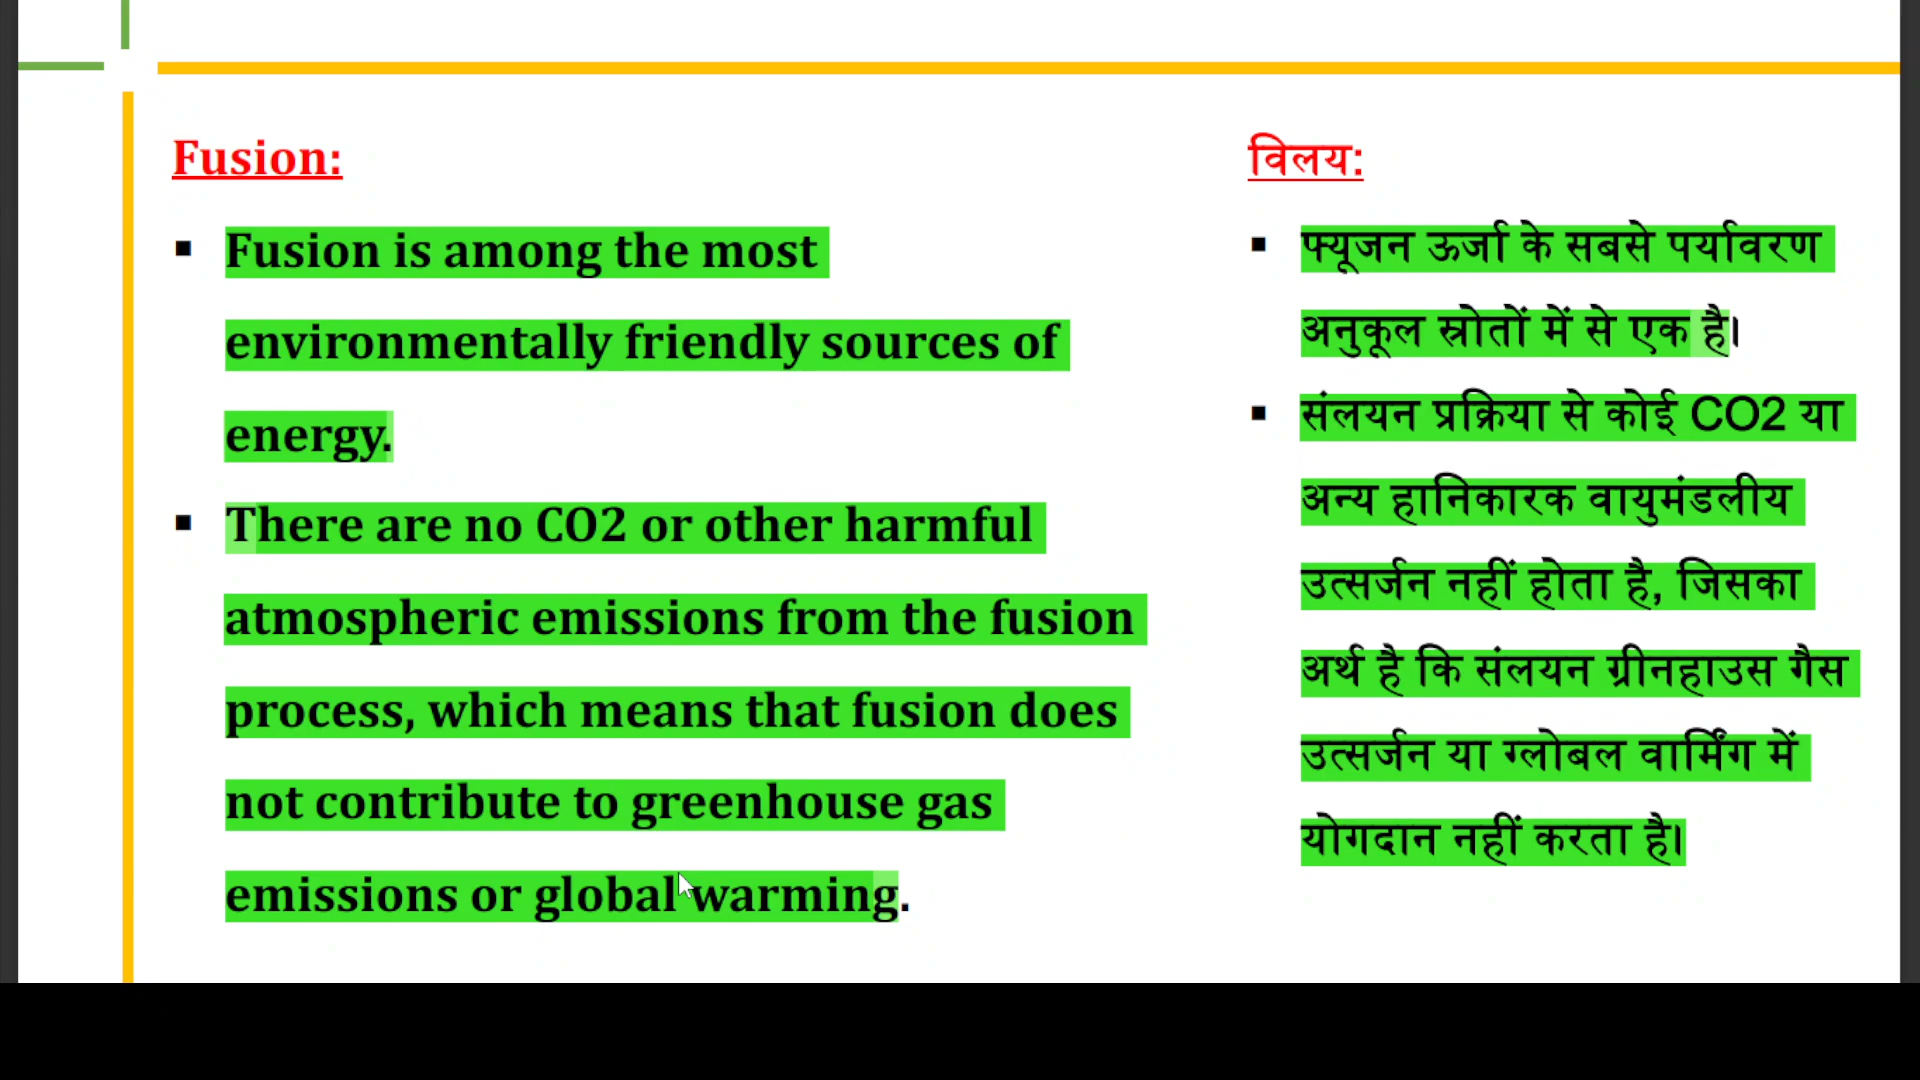 Fusion:
▪ Fusion is among the most
environmentally friendly sources of
energy.
▪ There are no CO2 or other harmful
atmospheric emissions from the fusion
process, which means that fusion does
not contribute to greenhouse gas
emissions or global warming.
विलय:
▪ फ्यूजन ऊर्जा के सबसे पर्यावरण
अनुकूल स्रोतों में से एक है।
▪ संलयन प्रक्रिया से कोई CO2 या
अन्य हानिकारक वायुमंडलीय
उत्सर्जन नहीं होता है, जिसका
अर्थ है कि संलयन ग्रीनहाउस गैस
उत्सर्जन या ग्लोबल वार्मिंग में
योगदान नहीं करता है।